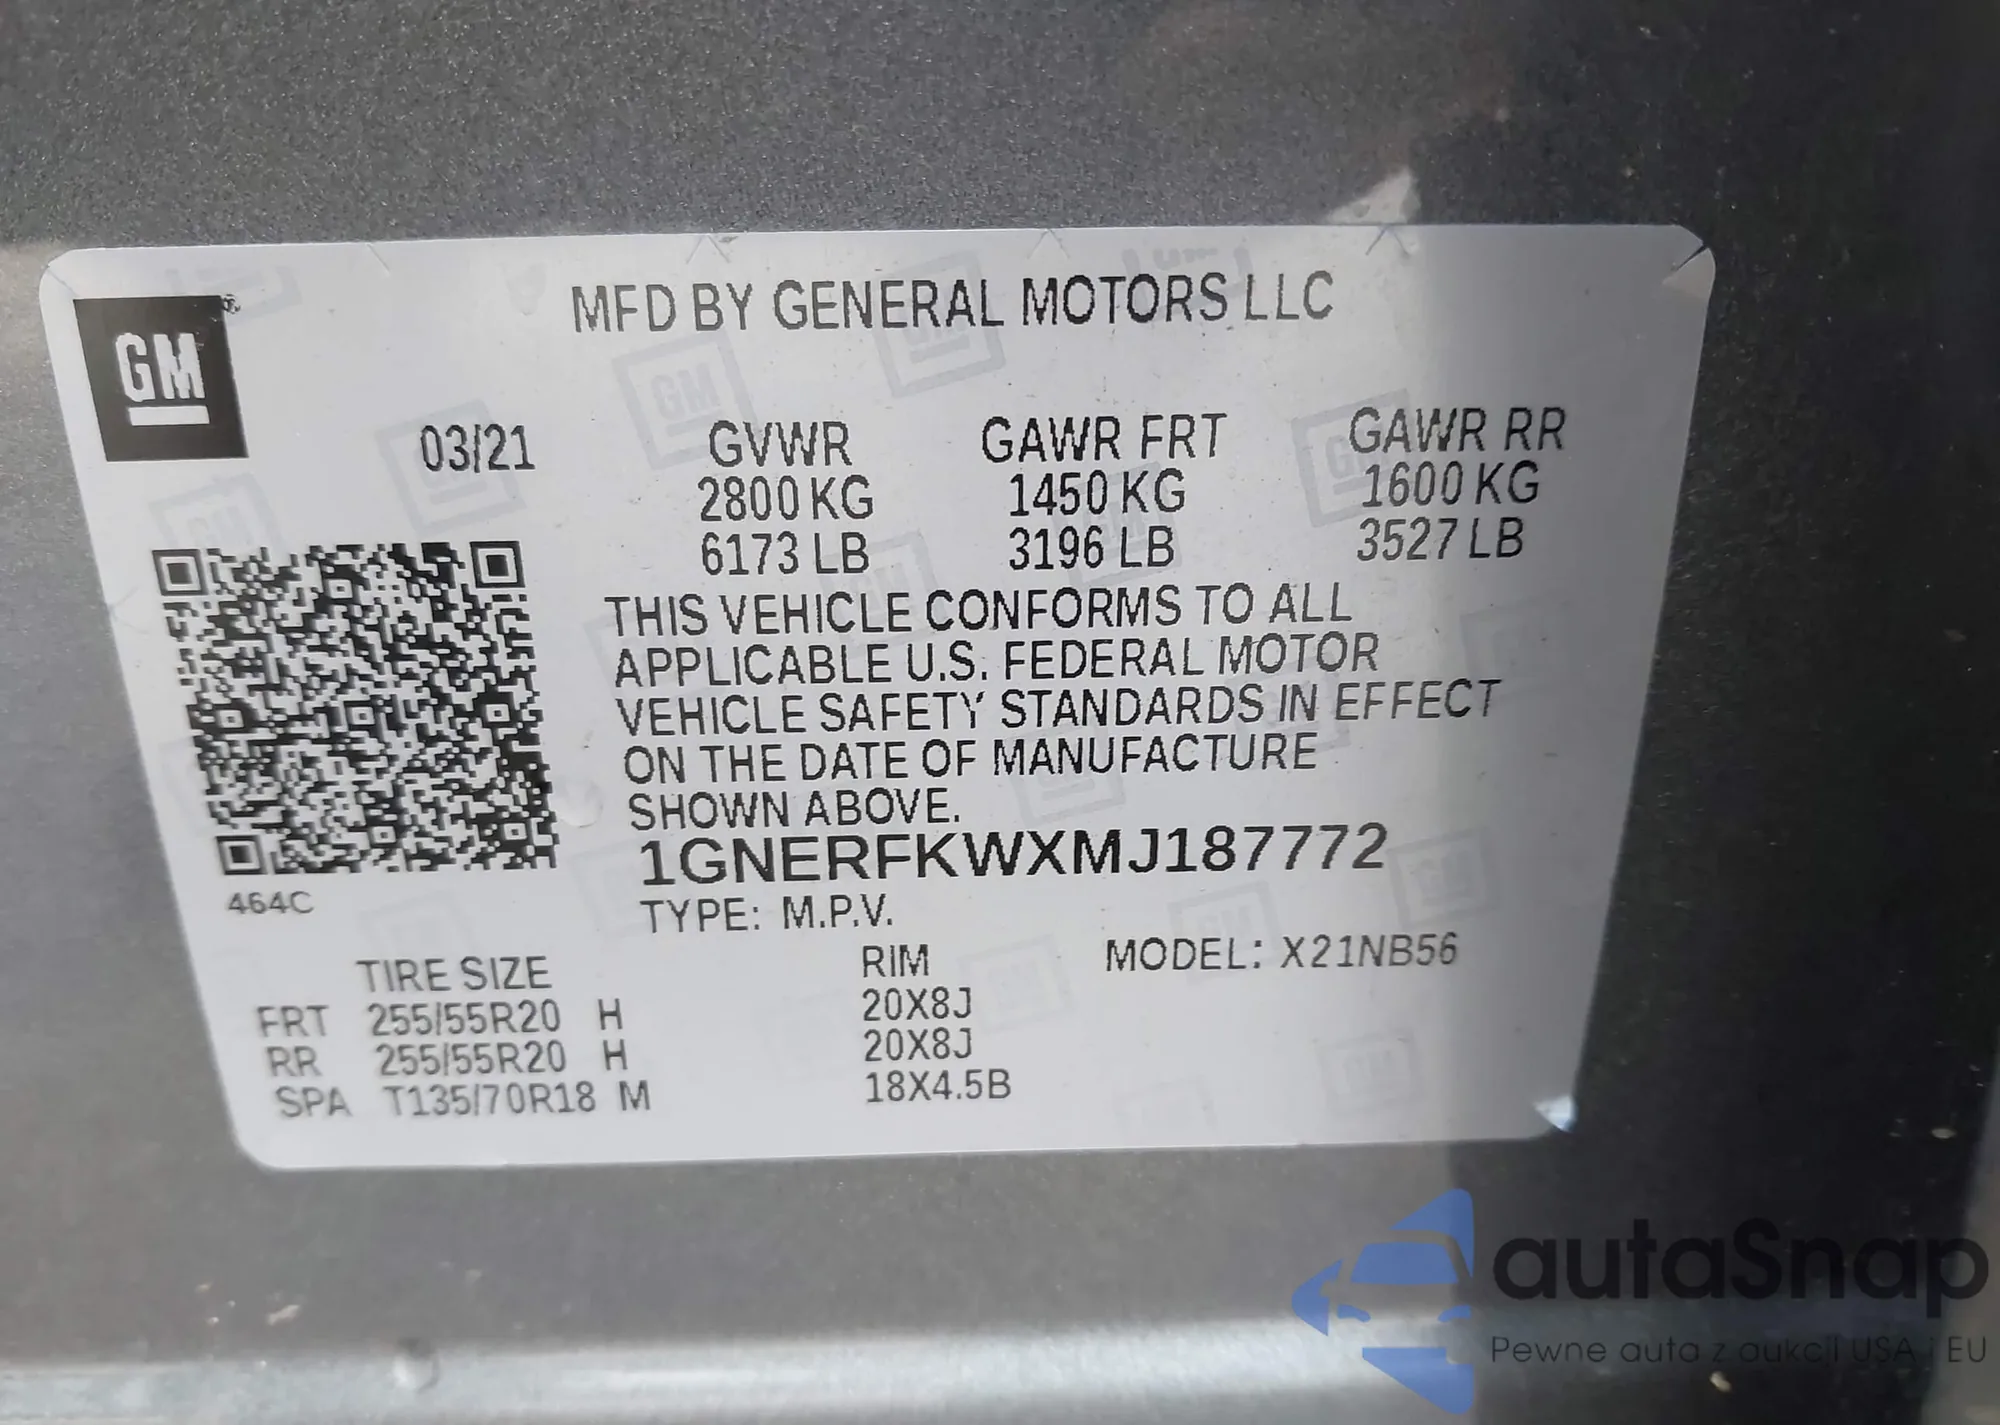 MFD BY GENERAL MOTORS LLC
GM
03/21 GVWR GAWR FRT GAWR RR
2800 KG 1450 KG 1600 KG
6173 LB 3196 LB 3527 LB
THIS VEHICLE CONFORMS TO ALL
APPLICABLE U.S. FEDERAL MOTOR
VEHICLE SAFETY STANDARDS IN EFFECT
ON THE DATE OF MANUFACTURE
SHOWN ABOVE.
1GNERFKWXMJ187772
464C
TYPE: M.P.V.
TIRE SIZE RIM MODEL: X21NB56
FRT 255/55R20 H 20X8J
RR 255/55R20 H 20X8J
SPA T135/70R18 M 18X4.5B
autaSnap
Pewne auta z aukcji USA i EU